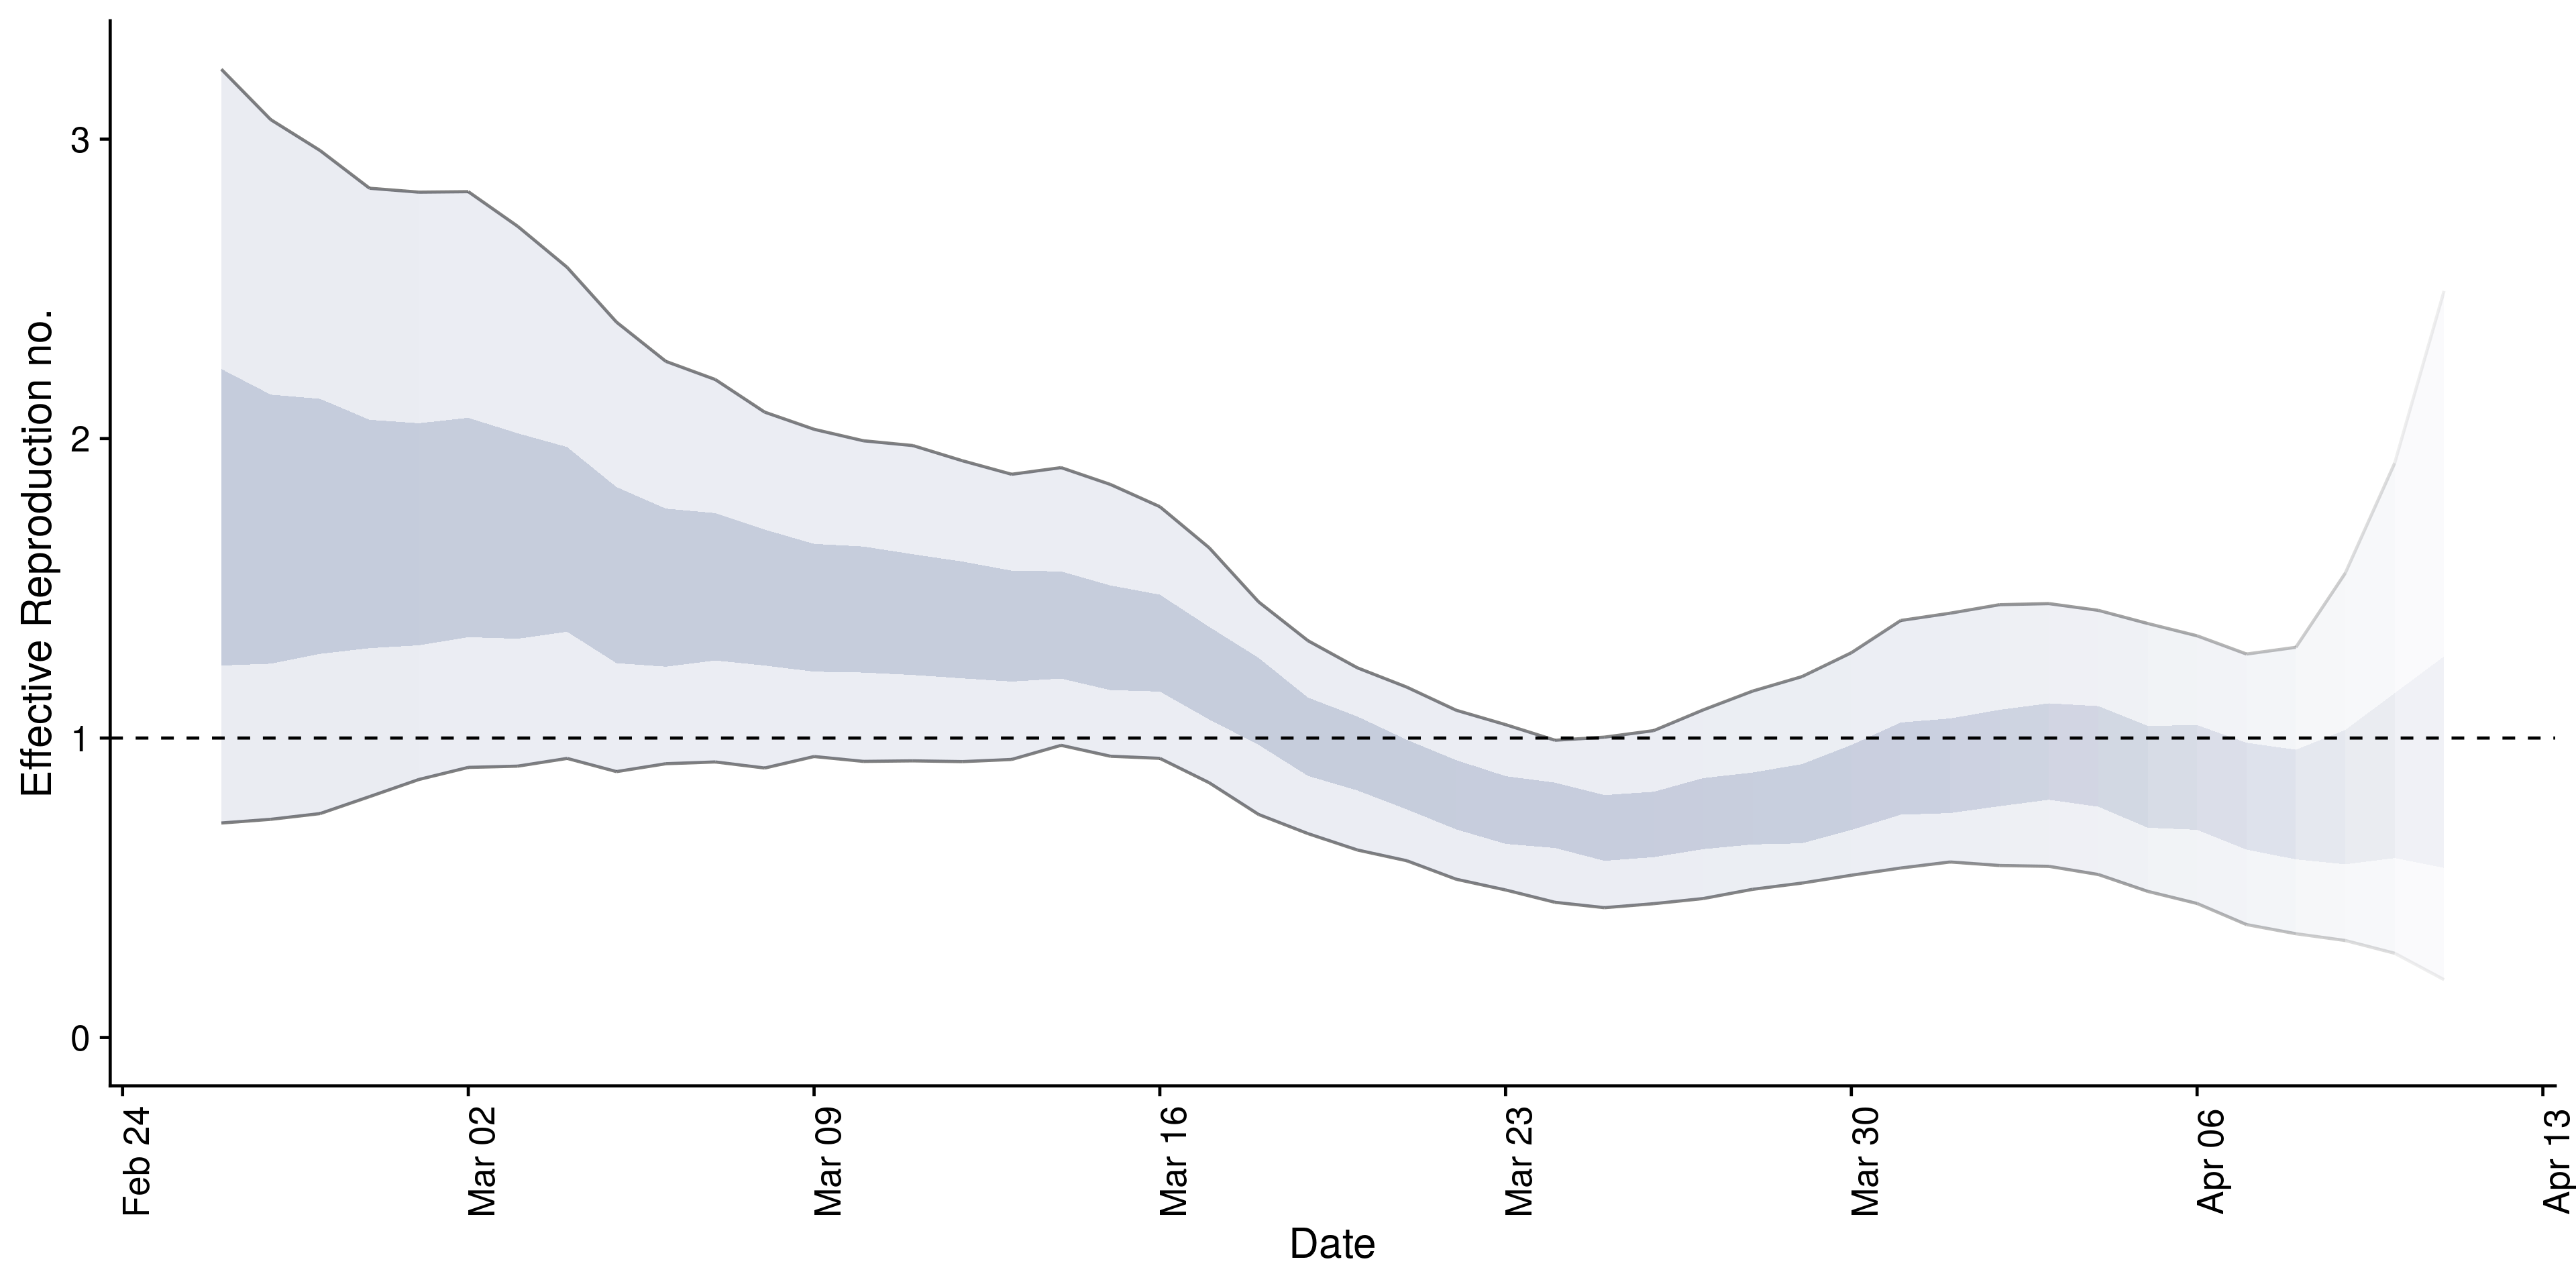 Effective Reproduction no.
3
2
1
0
Feb 24
Mar 02
Mar 09
Mar 16
Mar 23
Mar 30
Apr 06
Apr 13
Date